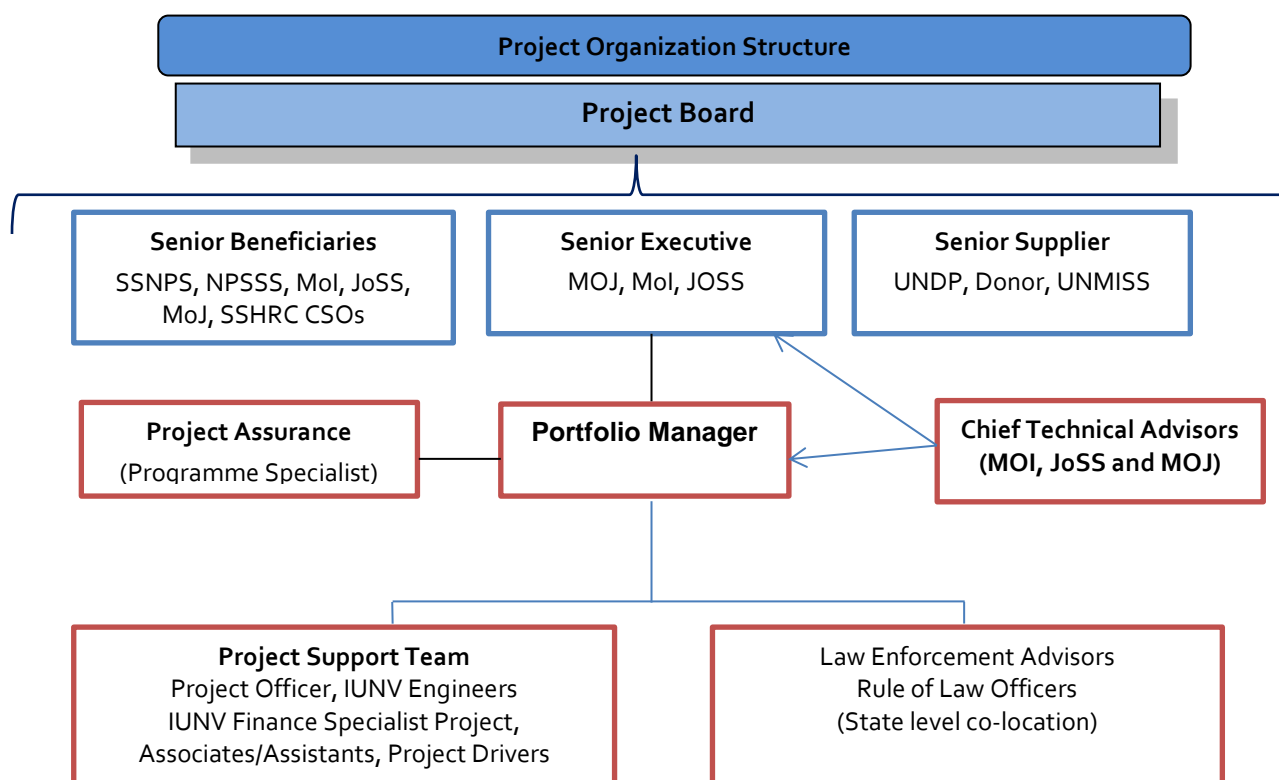 Project Organization Structure
Project Board
Senior Beneficiaries
SSNPS, NPSSS, MoI, JoSS,
MoJ, SSHRC CSOs
Senior Executive
MOJ, MoI, JOSS
Senior Supplier
UNDP, Donor, UNMISS
Project Assurance
(Programme Specialist)
Portfolio Manager
Chief Technical Advisors
(MOI, JoSS and MOJ)
Project Support Team
Project Officer, IUNV Engineers
IUNV Finance Specialist Project,
Associates/Assistants, Project Drivers
Law Enforcement Advisors
Rule of Law Officers
(State level co-location)